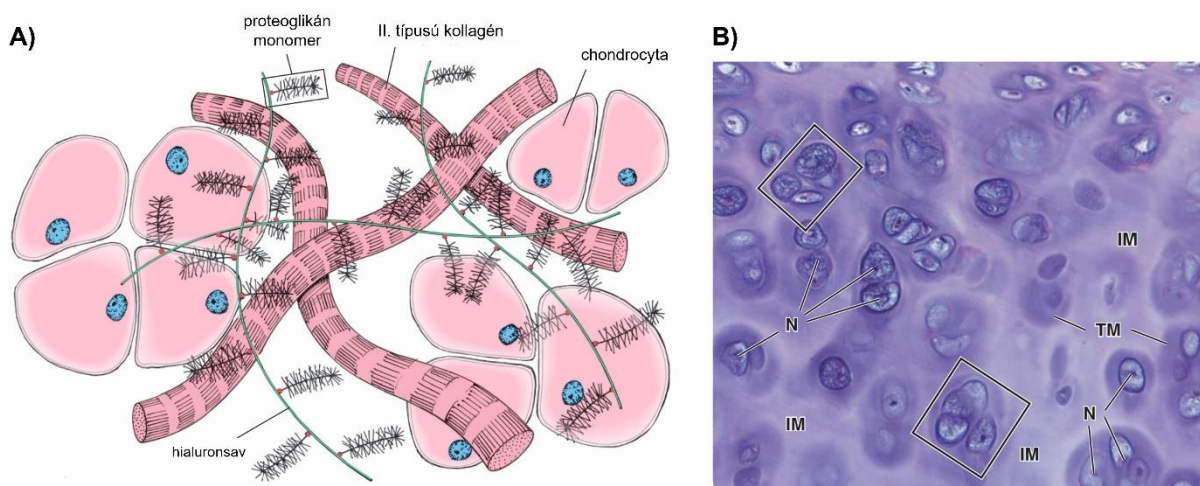 A)
proteoglikán
monomer
II. típusú kollagén
chondrocyta
hialuronsav
B)
IM
N
TM
IM
N
IM